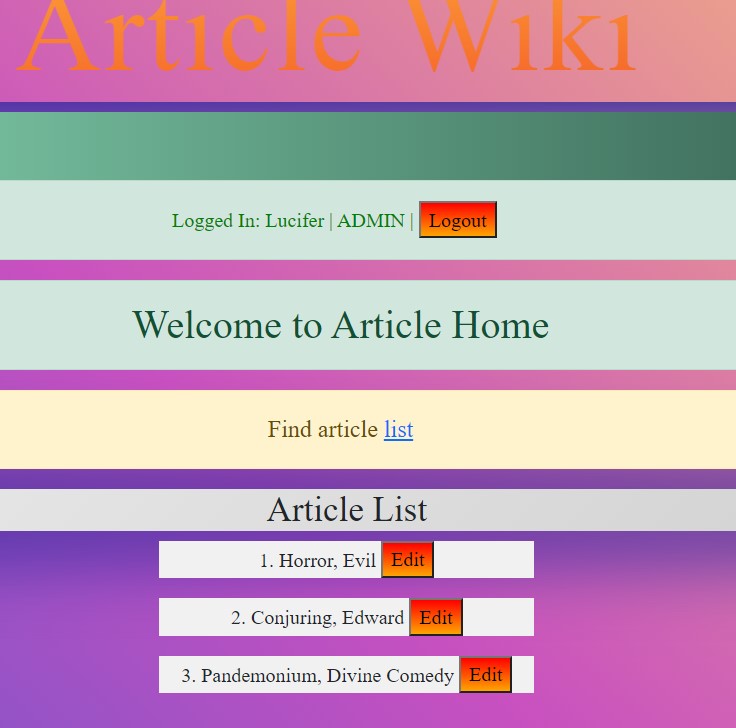 Article Wiki
Logged In: Lucifer | ADMIN | Logout
Welcome to Article Home
Find article list
Article List
1. Horror, Evil Edit
2. Conjuring, Edward Edit
3. Pandemonium, Divine Comedy Edit